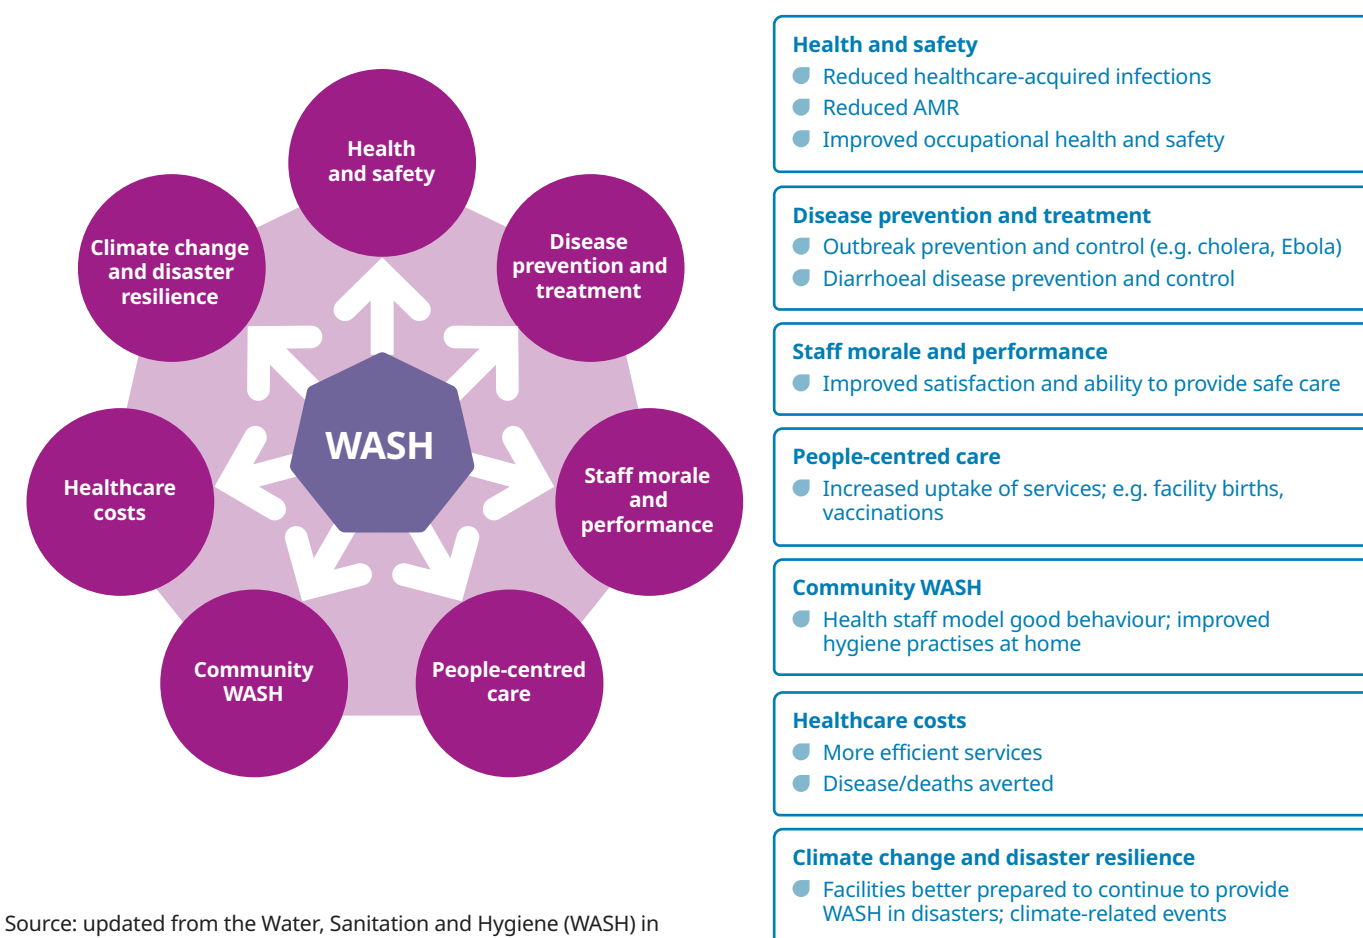 Health
and safety
Disease
prevention and
treatment
Staff morale
and
performance
People-centred
care
Community
WASH
Healthcare
costs
Climate change
and disaster
resilience
WASH
Health and safety
Reduced healthcare-acquired infections
Reduced AMR
Improved occupational health and safety
Disease prevention and treatment
Outbreak prevention and control (e.g. cholera, Ebola)
Diarrhoeal disease prevention and control
Staff morale and performance
Improved satisfaction and ability to provide safe care
People-centred care
Increased uptake of services; e.g. facility births,
vaccinations
Community WASH
Health staff model good behaviour; improved
hygiene practises at home
Healthcare costs
More efficient services
Disease/deaths averted
Climate change and disaster resilience
Facilities better prepared to continue to provide
WASH in disasters; climate-related events
Source: updated from the Water, Sanitation and Hygiene (WASH) in